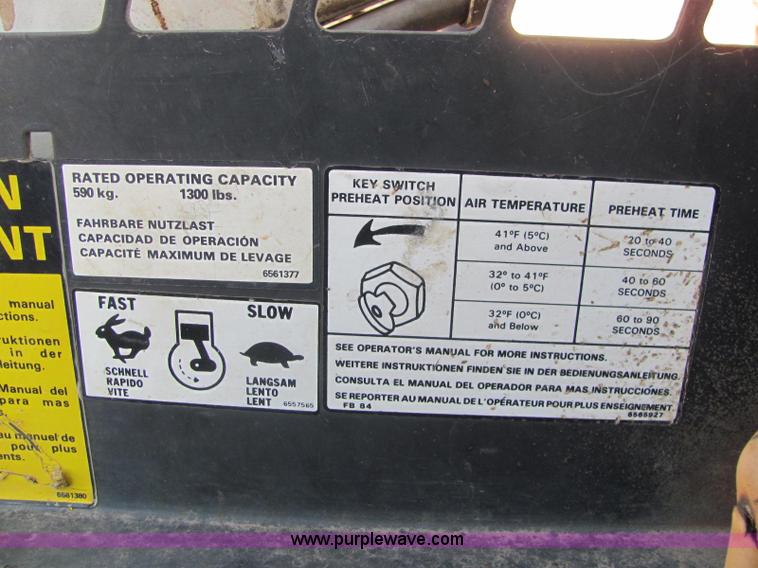 N
NT
manual
ctions.
ruktionen
in der
leitung.
Manual del
para mas
s.
au manuel de
pour plus
ents.
6561380
RATED OPERATING CAPACITY
590 kg. 1300 lbs.
FAHRBARE NUTZLAST
CAPACIDAD DE OPERACIÓN
CAPACITÉ MAXIMUM DE LEVAGE
6561377
FAST SLOW
SCHNELL LANGSAM
RAPIDO LENTO
VITE LENT
6557565
KEY SWITCH
PREHEAT POSITION
AIR TEMPERATURE
PREHEAT TIME
41°F (5°C)
and Above
20 to 40
SECONDS
32° to 41°F
(0° to 5°C)
40 to 60
SECONDS
32°F (0°C)
and Below
60 to 90
SECONDS
SEE OPERATOR'S MANUAL FOR MORE INSTRUCTIONS.
WEITERE INSTRUKTIONEN FINDEN SIE IN DER BEDIENUNGSANLEITUNG.
CONSULTA EL MANUAL DEL OPERADOR PARA MAS INSTRUCCIONES.
SE REPORTER AU MANUAL DE L'OPÉRATEUR POUR PLUS ENSEIGNEMENT.
FB 84 6565927
www.purplewave.com